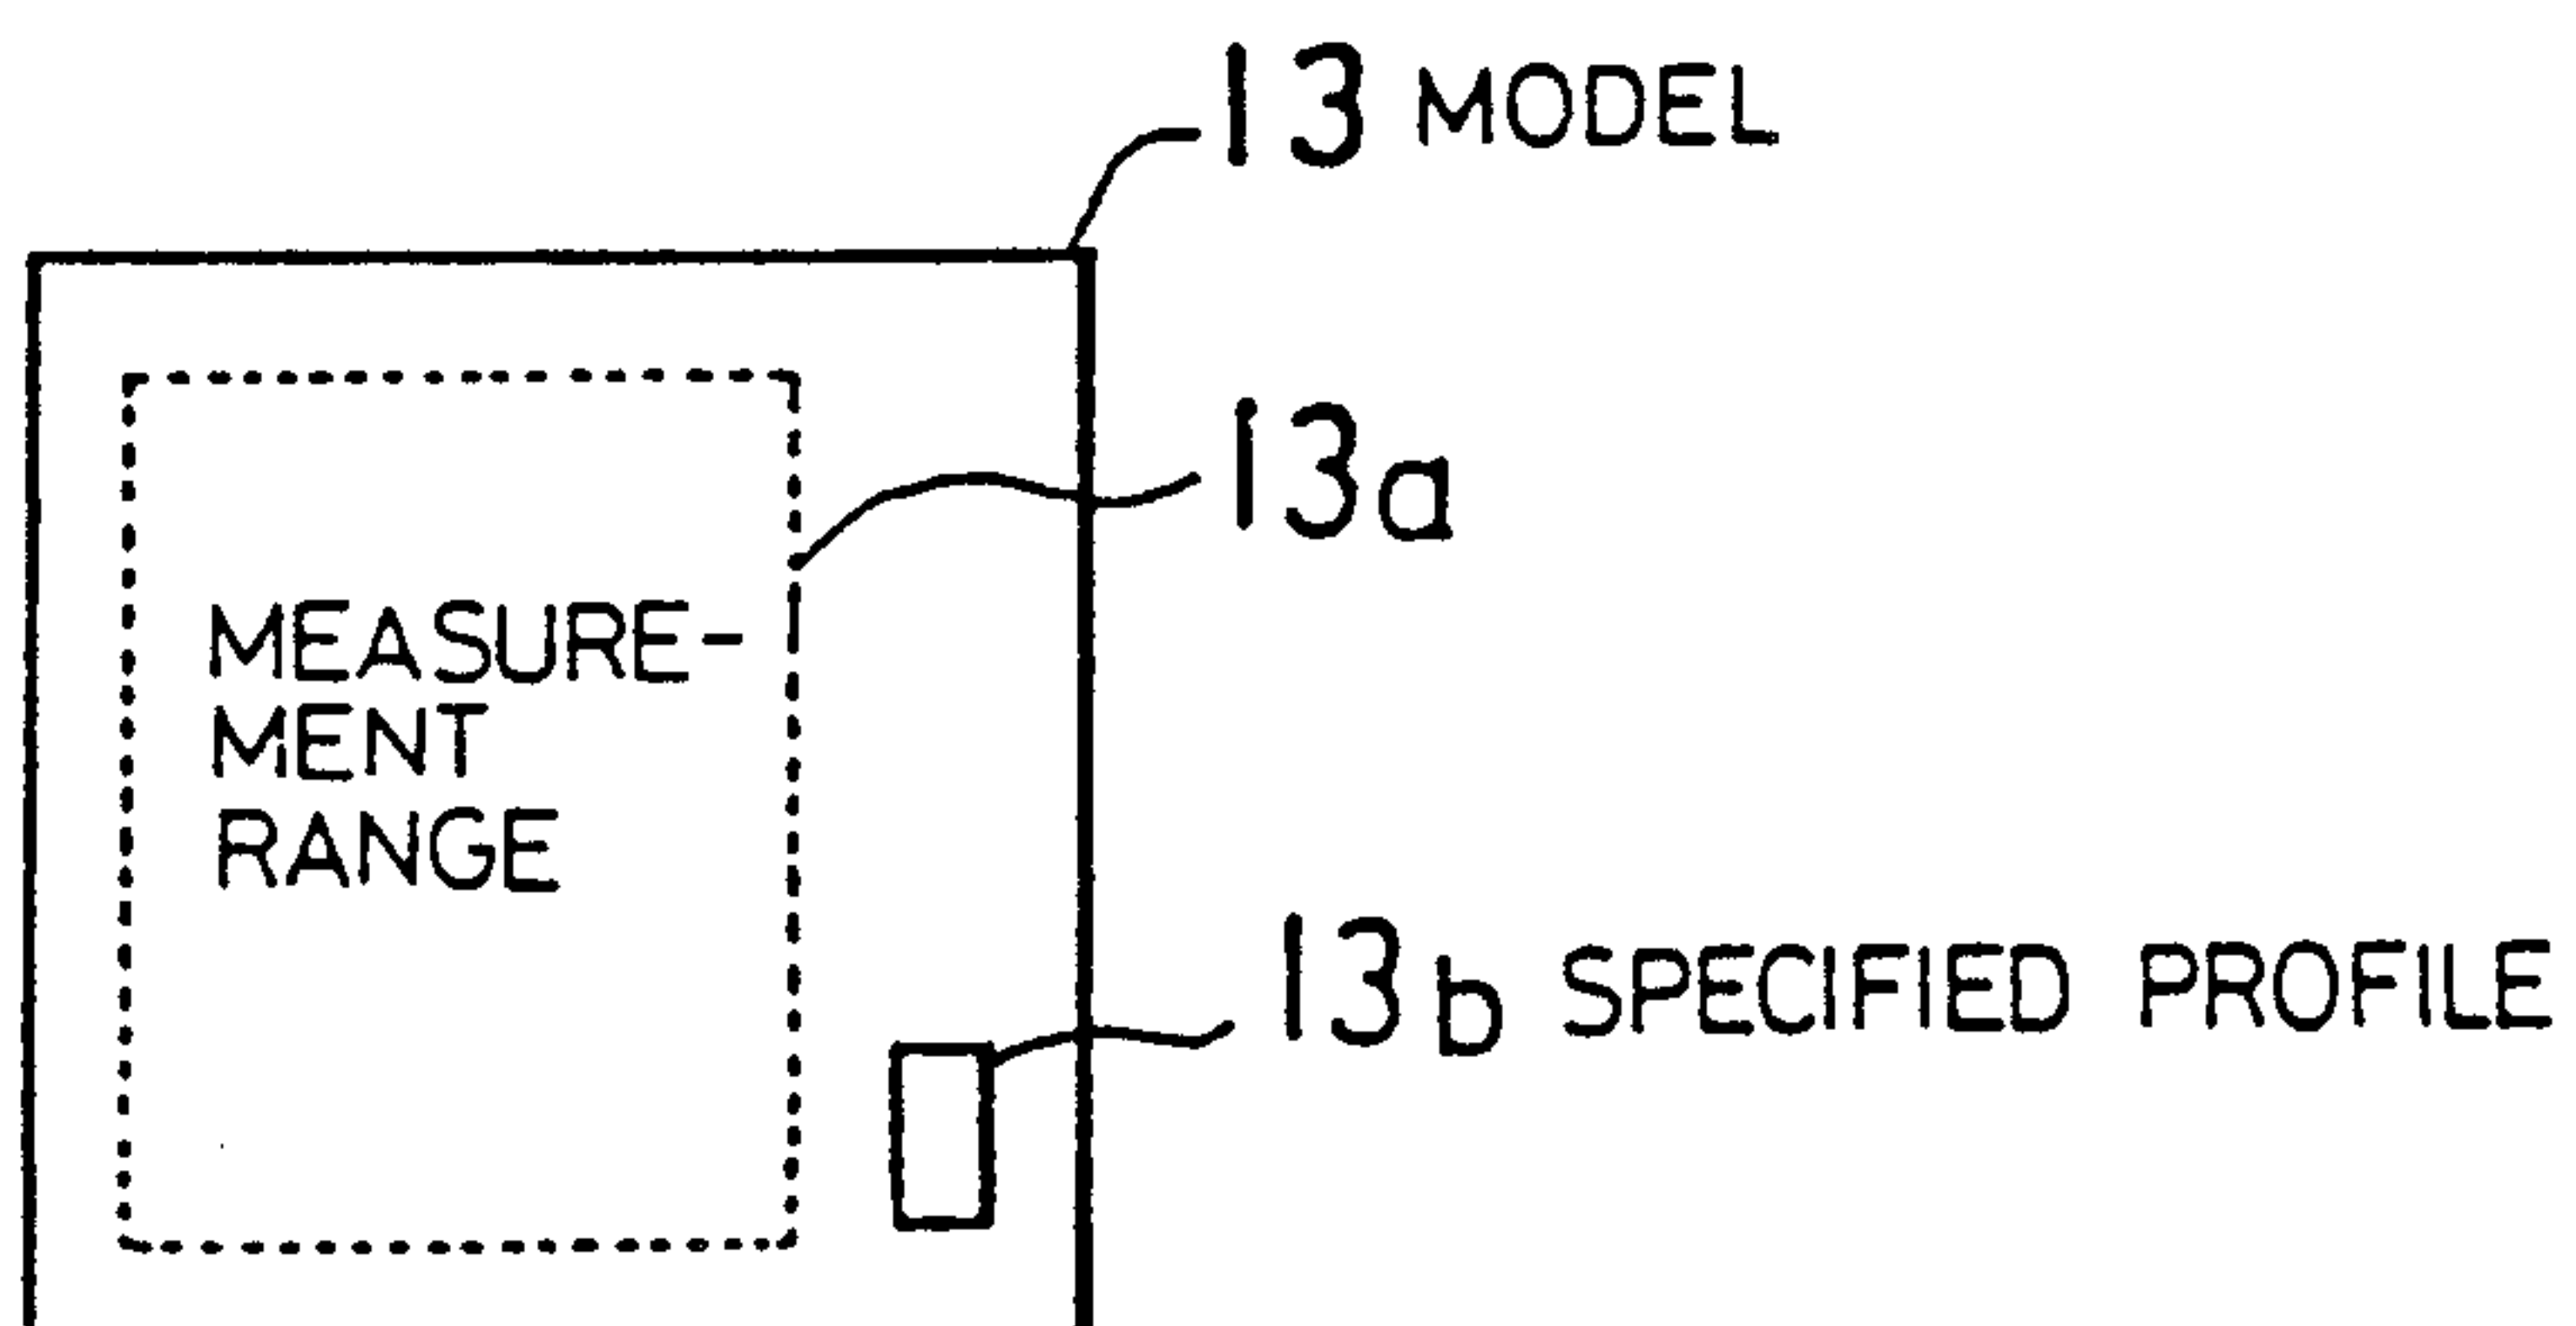 13 MODEL
13a
MEASURE-
MENT
RANGE
13b SPECIFIED PROFILE